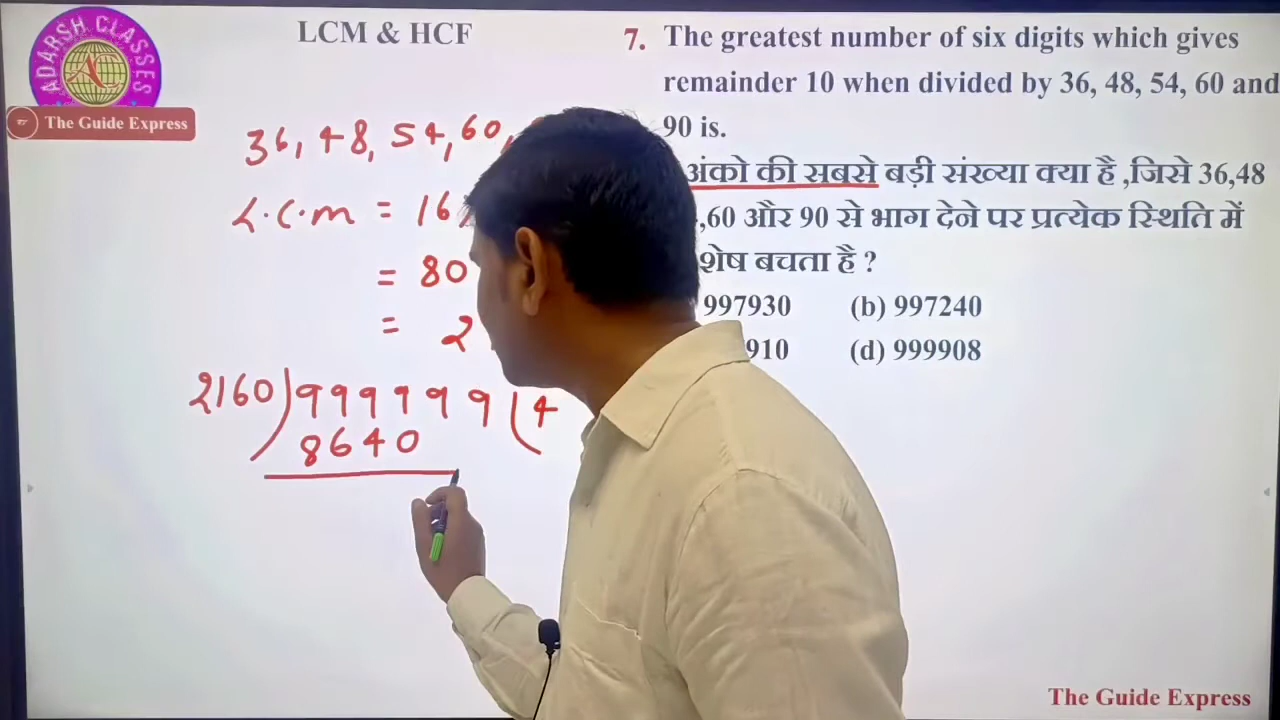 ADARSH CLASSES
The Guide Express
LCM & HCF
36, 48, 54, 60,
L.C.M = 16
= 80
= 2
2160)999999(4
8640
7. The greatest number of six digits which gives
remainder 10 when divided by 36, 48, 54, 60 and
90 is.
अंको की सबसे बड़ी संख्या क्या है ,जिसे 36,48
,60 और 90 से भाग देने पर प्रत्येक स्थिति में
शेष बचता है ?
997930 (b) 997240
910 (d) 999908
The Guide Express